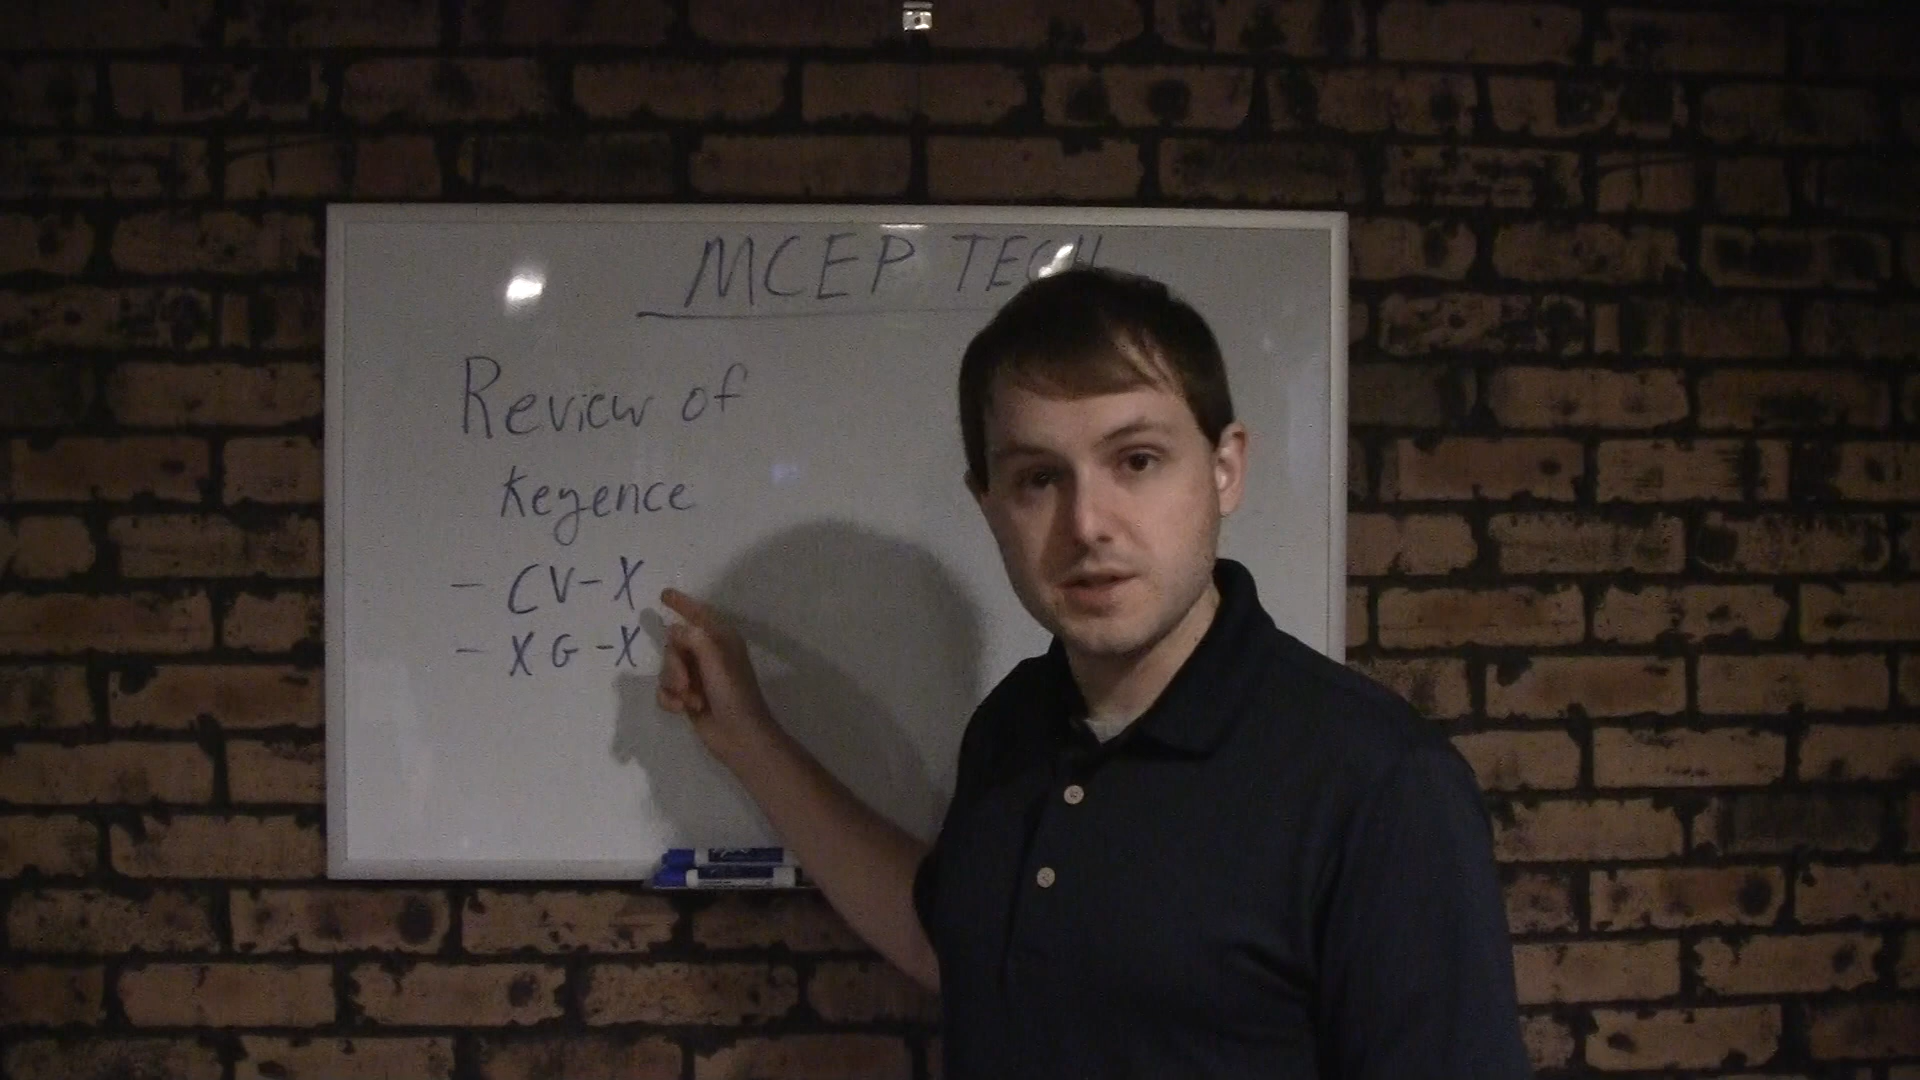 MCEP TECH
Review of
Keyence
- CV-X
- XG-X